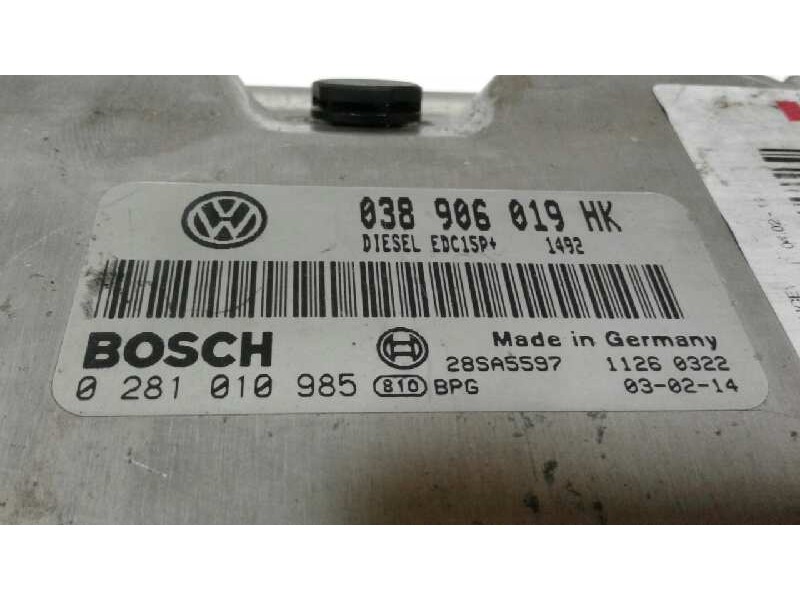 038 906 019 HK
DIESEL EDC15P+ 1492
BOSCH
Made in Germany
28SA5597 1126 0322
0 281 010 985 810 BPG 03-02-14